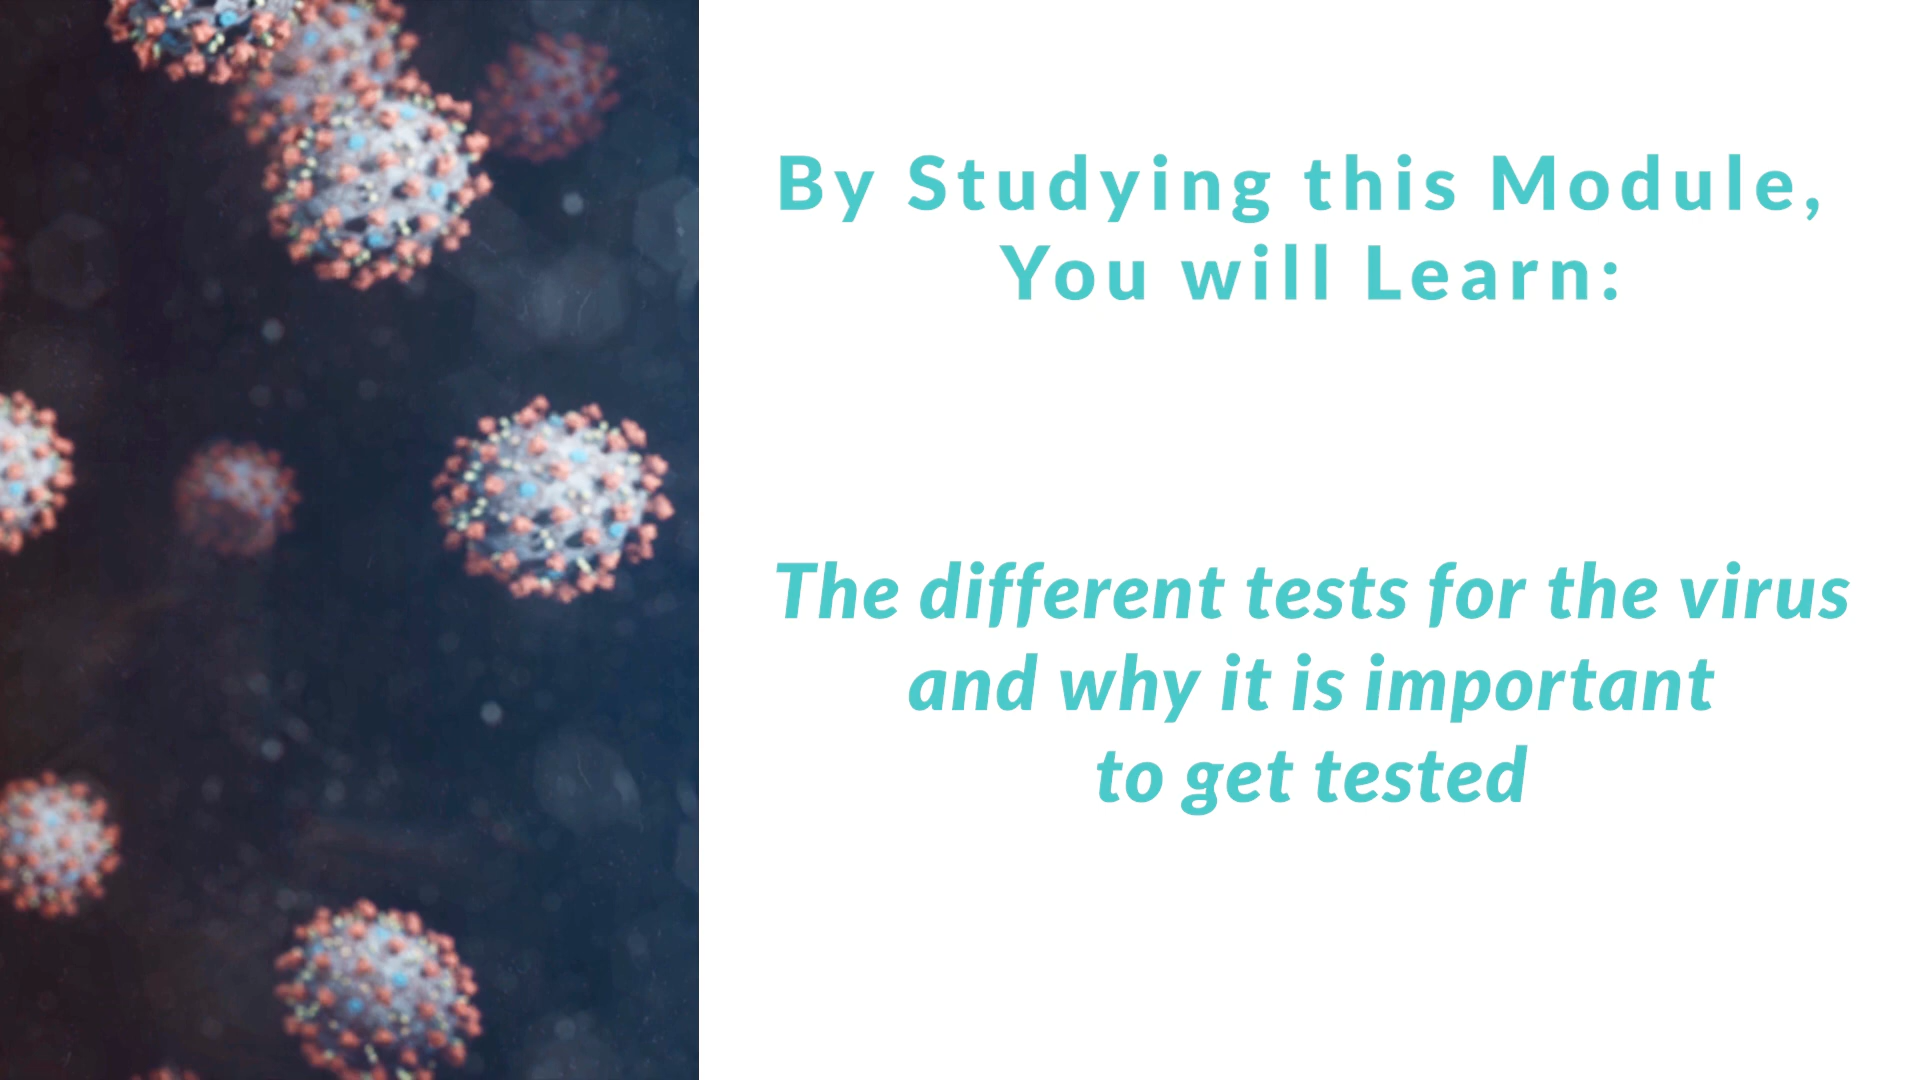 By Studying this Module,
You will Learn:
The different tests for the virus
and why it is important
to get tested